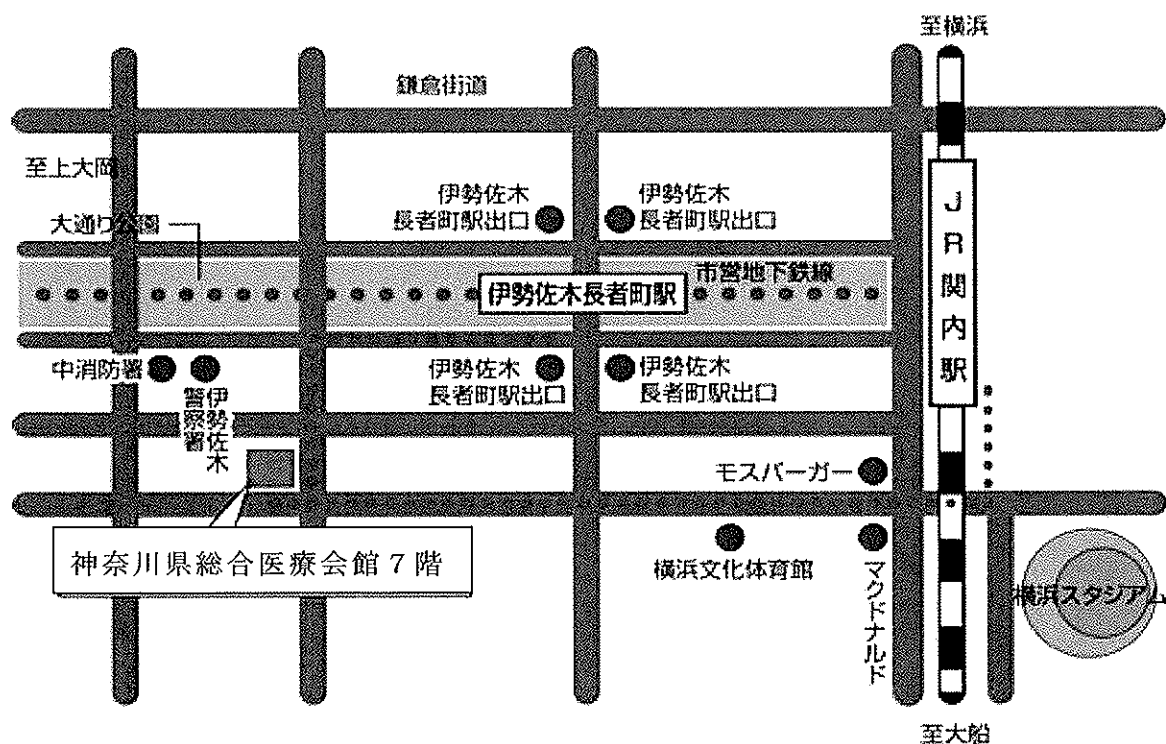 至横浜
鎌倉街道
至上大岡
伊勢佐木
長者町駅出口
伊勢佐木
長者町駅出口
大通り公園
市営地下鉄線
伊勢佐木長者町駅
JR関内駅
中消防署
伊勢佐木
警察署
伊勢佐木
長者町駅出口
伊勢佐木
長者町駅出口
モスバーガー
神奈川県総合医療会館7階
横浜文化体育館
マクドナルド
横浜スタジアム
至大船